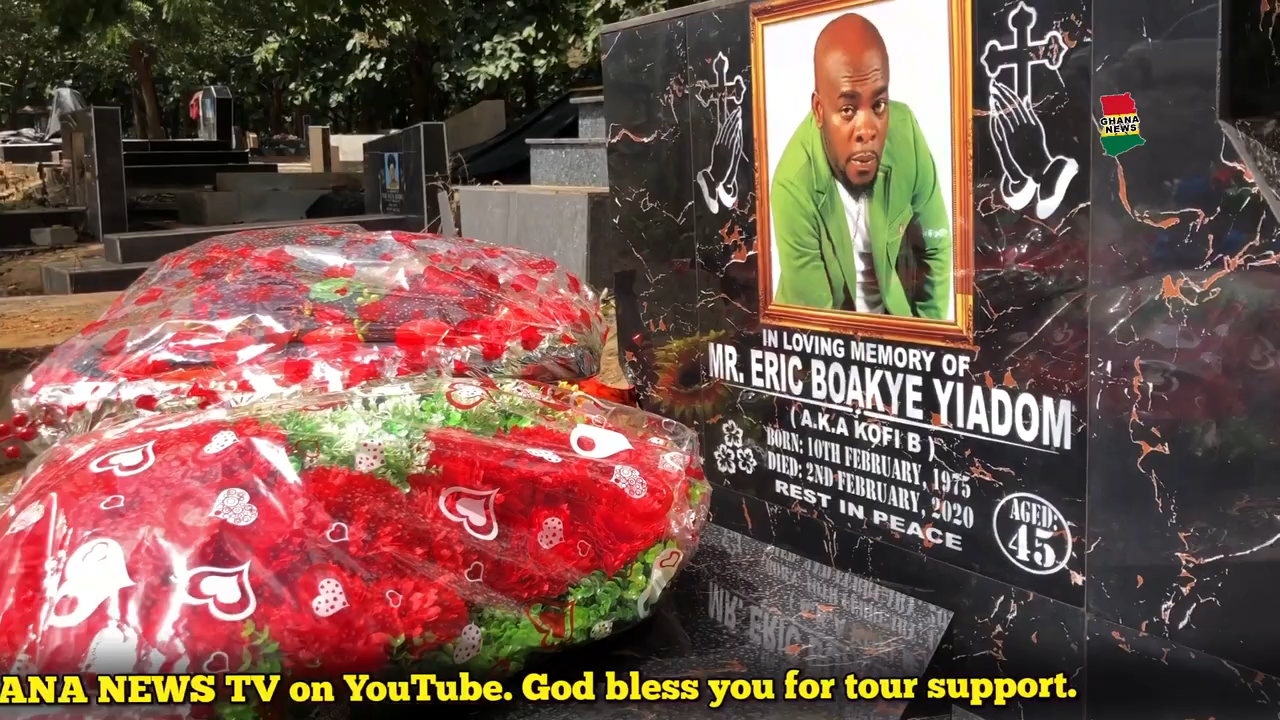 GHANA
NEWS
IN LOVING MEMORY OF
MR. ERIC BOAKYE YIADOM
( A.K.A KOFI B )
BORN: 10TH FEBRUARY, 1975
DIED: 2ND FEBRUARY, 2020
REST IN PEACE
AGED:
45
ANA NEWS TV on YouTube. God bless you for tour support.